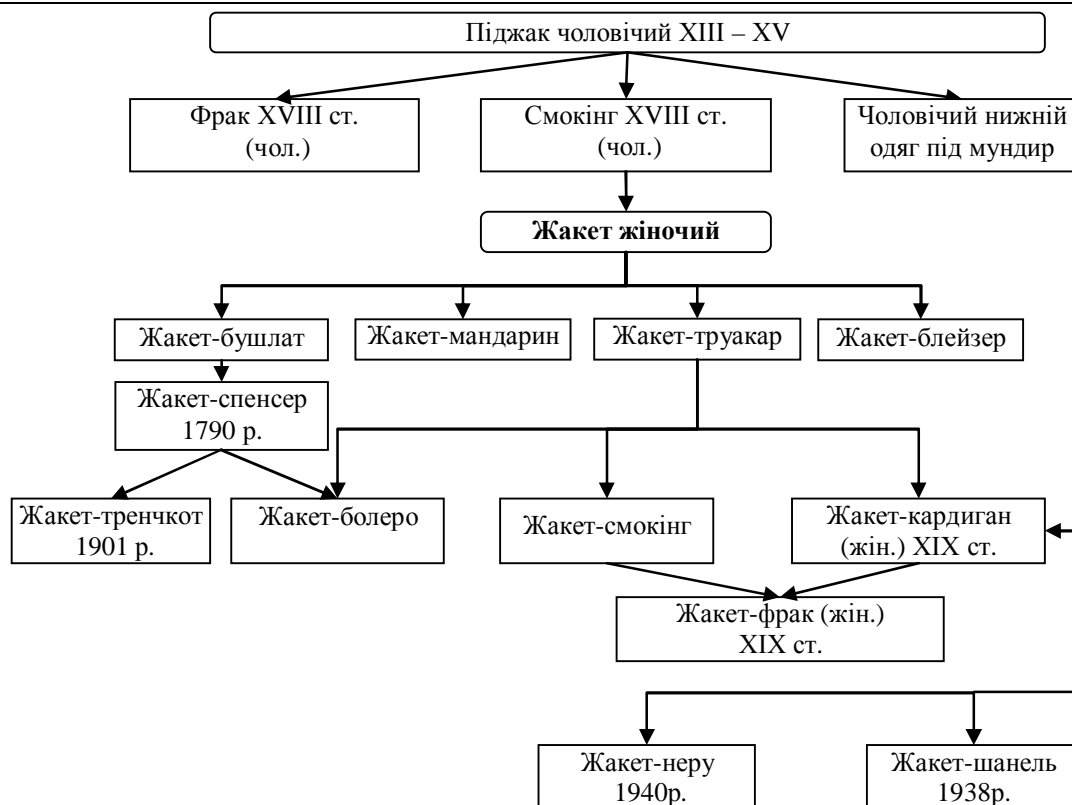 Піджак чоловічий XIII – XV
Фрак XVIII ст.
(чол.)
Смокінг XVIII ст.
(чол.)
Чоловічий нижній
одяг під мундир
Жакет жіночий
Жакет-бушлат
Жакет-мандарин
Жакет-труакар
Жакет-блейзер
Жакет-спенсер
1790 р.
Жакет-тренчкот
1901 р.
Жакет-болеро
Жакет-смокінг
Жакет-кардиган
(жін.) XIX ст.
Жакет-фрак (жін.)
XIX ст.
Жакет-неру
1940р.
Жакет-шанель
1938р.